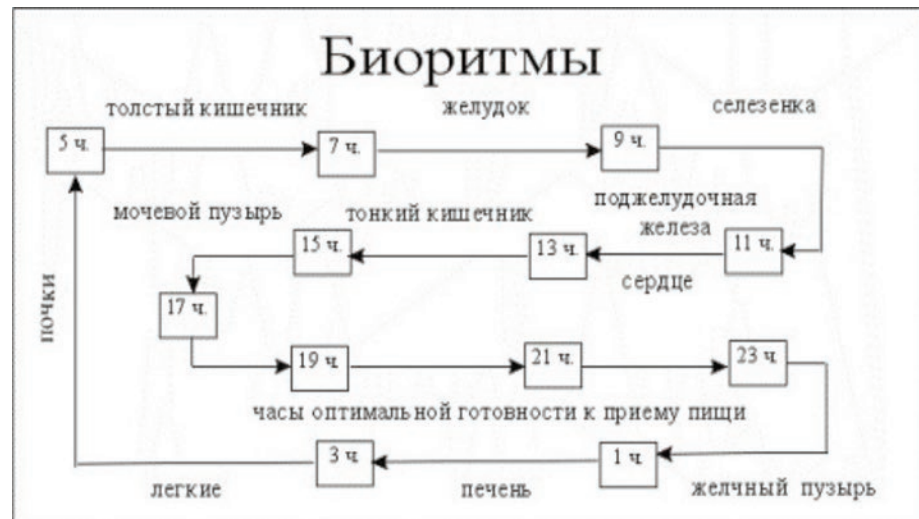 Биоритмы
толстый кишечник
желудок
селезенка
5 ч.
7 ч.
9 ч.
мочевой пузырь
тонкий кишечник
поджелудочная
железа
15 ч.
13 ч.
11 ч.
сердце
почки
17 ч.
19 ч.
21 ч.
23 ч.
часы оптимальной готовности к приему пищи
3 ч.
1 ч.
легкие
печень
желчный пузырь